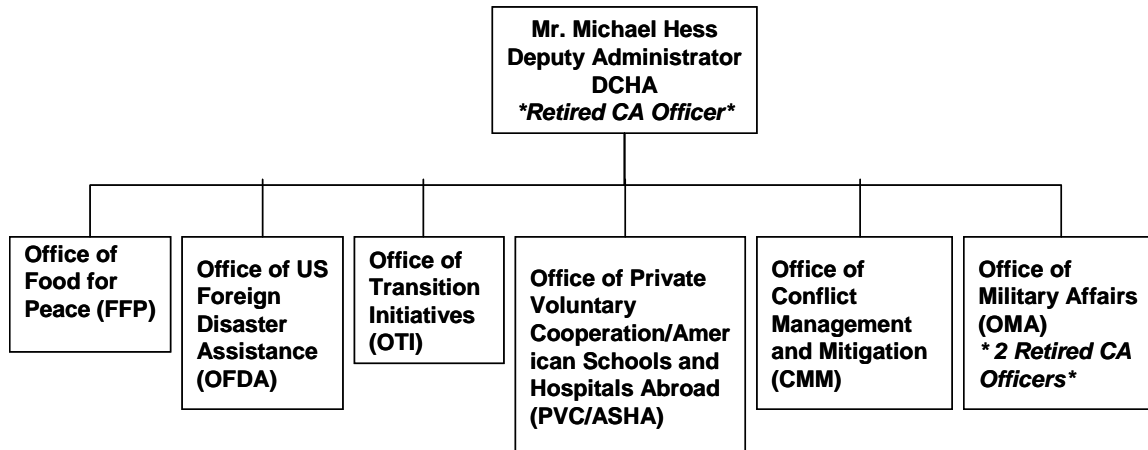 Mr. Michael Hess
Deputy Administrator
DCHA
*Retired CA Officer*
Office of
Food for
Peace (FFP)
Office of US
Foreign
Disaster
Assistance
(OFDA)
Office of
Transition
Initiatives
(OTI)
Office of Private
Voluntary
Cooperation/Amer
ican Schools and
Hospitals Abroad
(PVC/ASHA)
Office of
Conflict
Management
and Mitigation
(CMM)
Office of
Military Affairs
(OMA)
* 2 Retired CA
Officers*